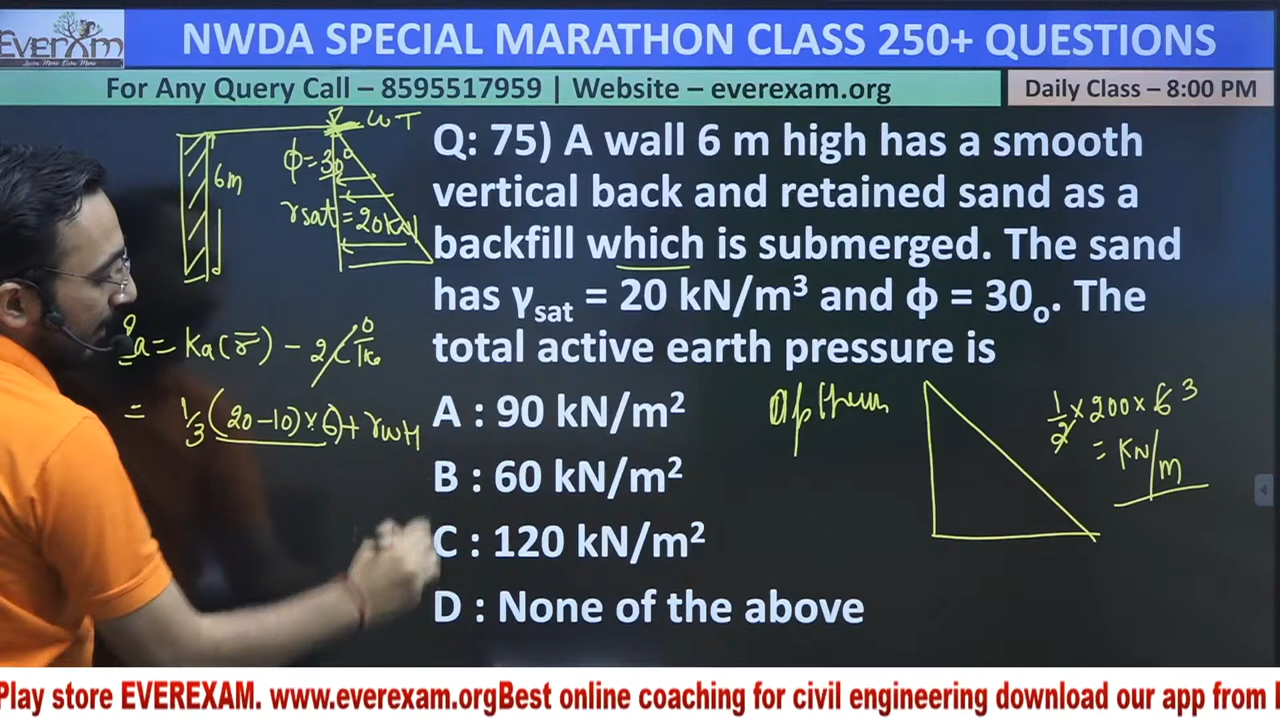 EVEREXAM
NWDA SPECIAL MARATHON CLASS 250+ QUESTIONS
For Any Query Call – 8595517959 | Website – everexam.org
Daily Class – 8:00 PM
WT
6m
ϕ=30°
γsat=20kN
Q: 75) A wall 6 m high has a smooth
vertical back and retained sand as a
backfill which is submerged. The sand
has γsat = 20 kN/m³ and ϕ = 30o. The
total active earth pressure is
A : 90 kN/m²
B : 60 kN/m²
C : 120 kN/m²
D : None of the above
a = ka(σ̅) – 2C 0
= 1/3 (20–10)×6)+γwH
1/2×200×6 3
= KN/m
Play store EVEREXAM. www.everexam.orgBest online coaching for civil engineering download our app from